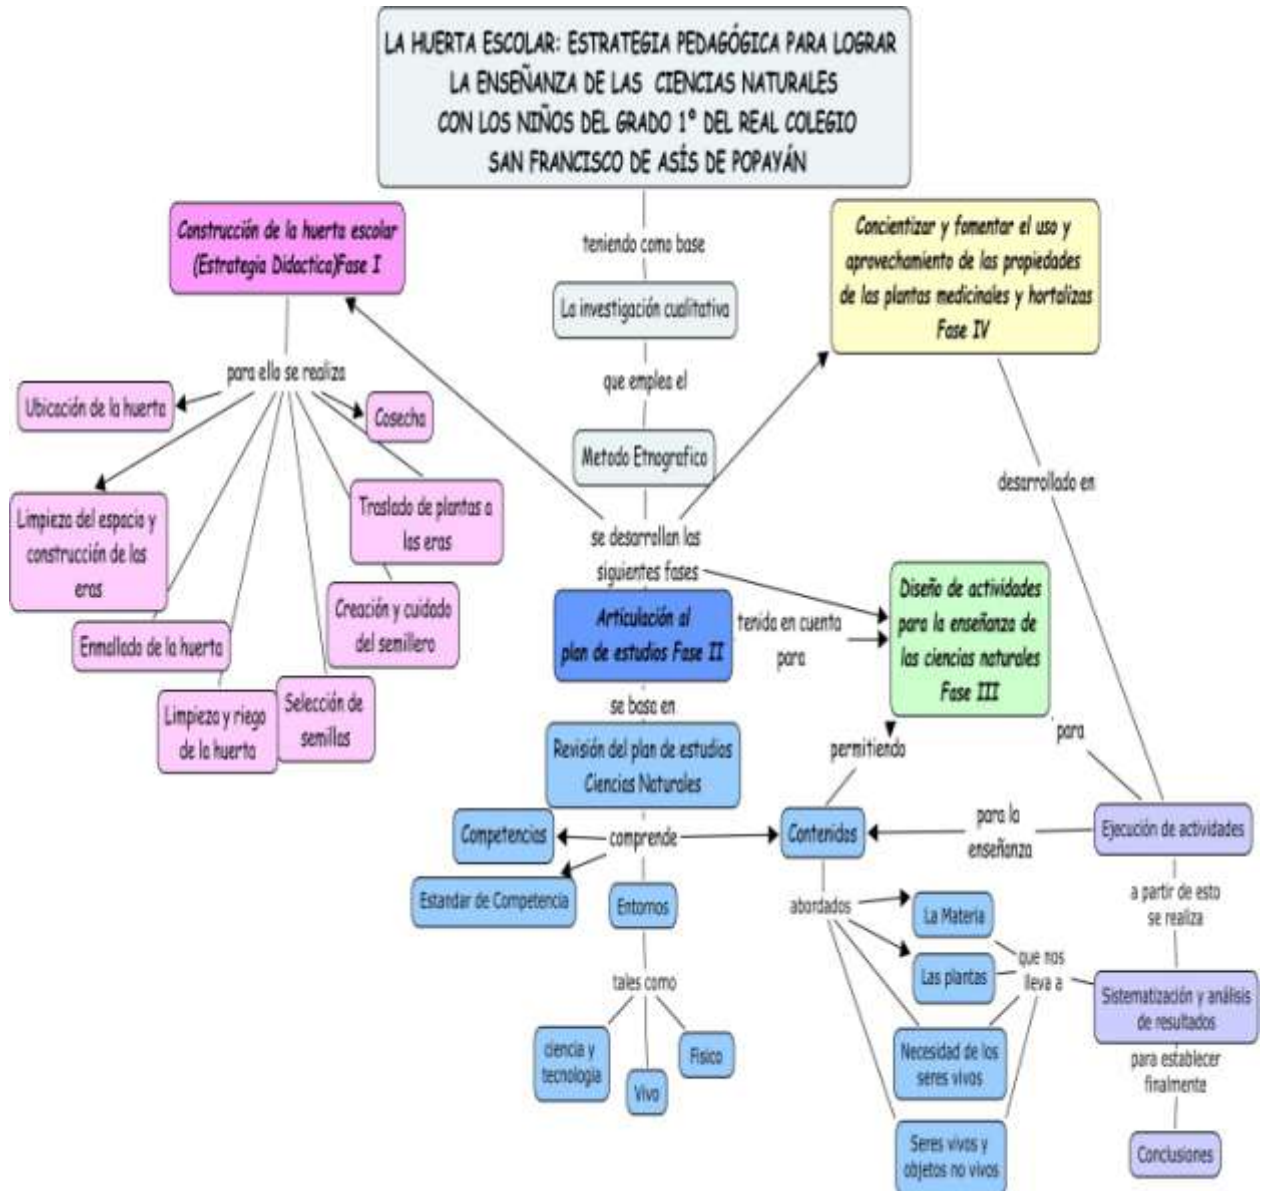 LA HUERTA ESCOLAR: ESTRATEGIA PEDAGÓGICA PARA LOGRAR
LA ENSEÑANZA DE LAS CIENCIAS NATURALES
CON LOS NIÑOS DEL GRADO 1º DEL REAL COLEGIO
SAN FRANCISCO DE ASÍS DE POPAYÁN
teniendo como base
La investigación cualitativa
que emplea el
Metodo Etnografico
se desarrollan las
siguientes fases
Construcción de la huerta escolar
(Estrategia Didactica)Fase I
para ello se realiza
Ubicación de la huerta
Limpieza del espacio y
construcción de las
eras
Enmallado de la huerta
Limpieza y riego
de la huerta
Selección de
semillas
Creación y cuidado
del semillero
Traslado de plantas a
las eras
Cosecha
Articulación al
plan de estudios Fase II
tenida en cuenta
para
se basa en
Revisión del plan de estudios
Ciencias Naturales
comprende
Competencias
Estandar de Competencia
Entornos
tales como
ciencia y
tecnología
Vivo
Fisico
Diseño de actividades
para la enseñanza de
las ciencias naturales
Fase III
permitiendo
para
Contenidos
abordados
La Materia
Las plantas
Necesidad de los
seres vivos
Seres vivos y
objetos no vivos
que nos
lleva a
Concientizar y fomentar el uso y
aprovechamiento de las propiedades
de las plantas medicinales y hortalizas
Fase IV
desarrollado en
Ejecución de actividades
para la
enseñanza
a partir de esto
se realiza
Sistematización y análisis
de resultados
para establecer
finalmente
Conclusiones